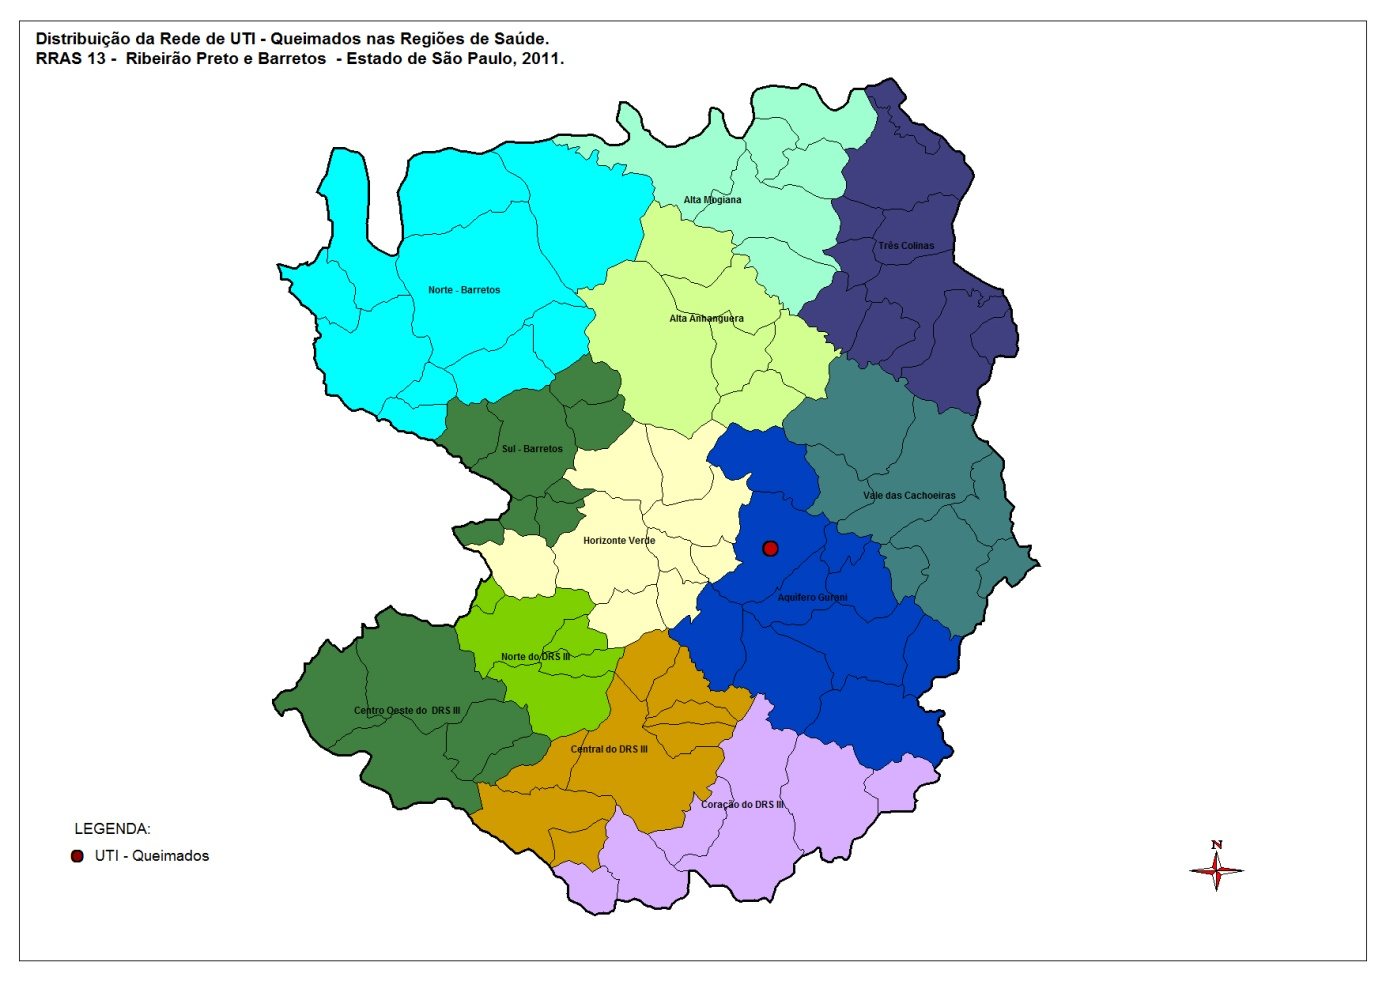 Distribuição da Rede de UTI - Queimados nas Regiões de Saúde.
RRAS 13 -  Ribeirão Preto e Barretos  - Estado de São Paulo, 2011.
Alta Mogiana
Três Colinas
Norte - Barretos
Alta Anhanguera
Sul - Barretos
Vale das Cachoeiras
Horizonte Verde
Aquífero Gurani
Norte do DRS III
Centro Oeste do  DRS III
Central do DRS III
Coração do DRS III
LEGENDA:
UTI - Queimados
N